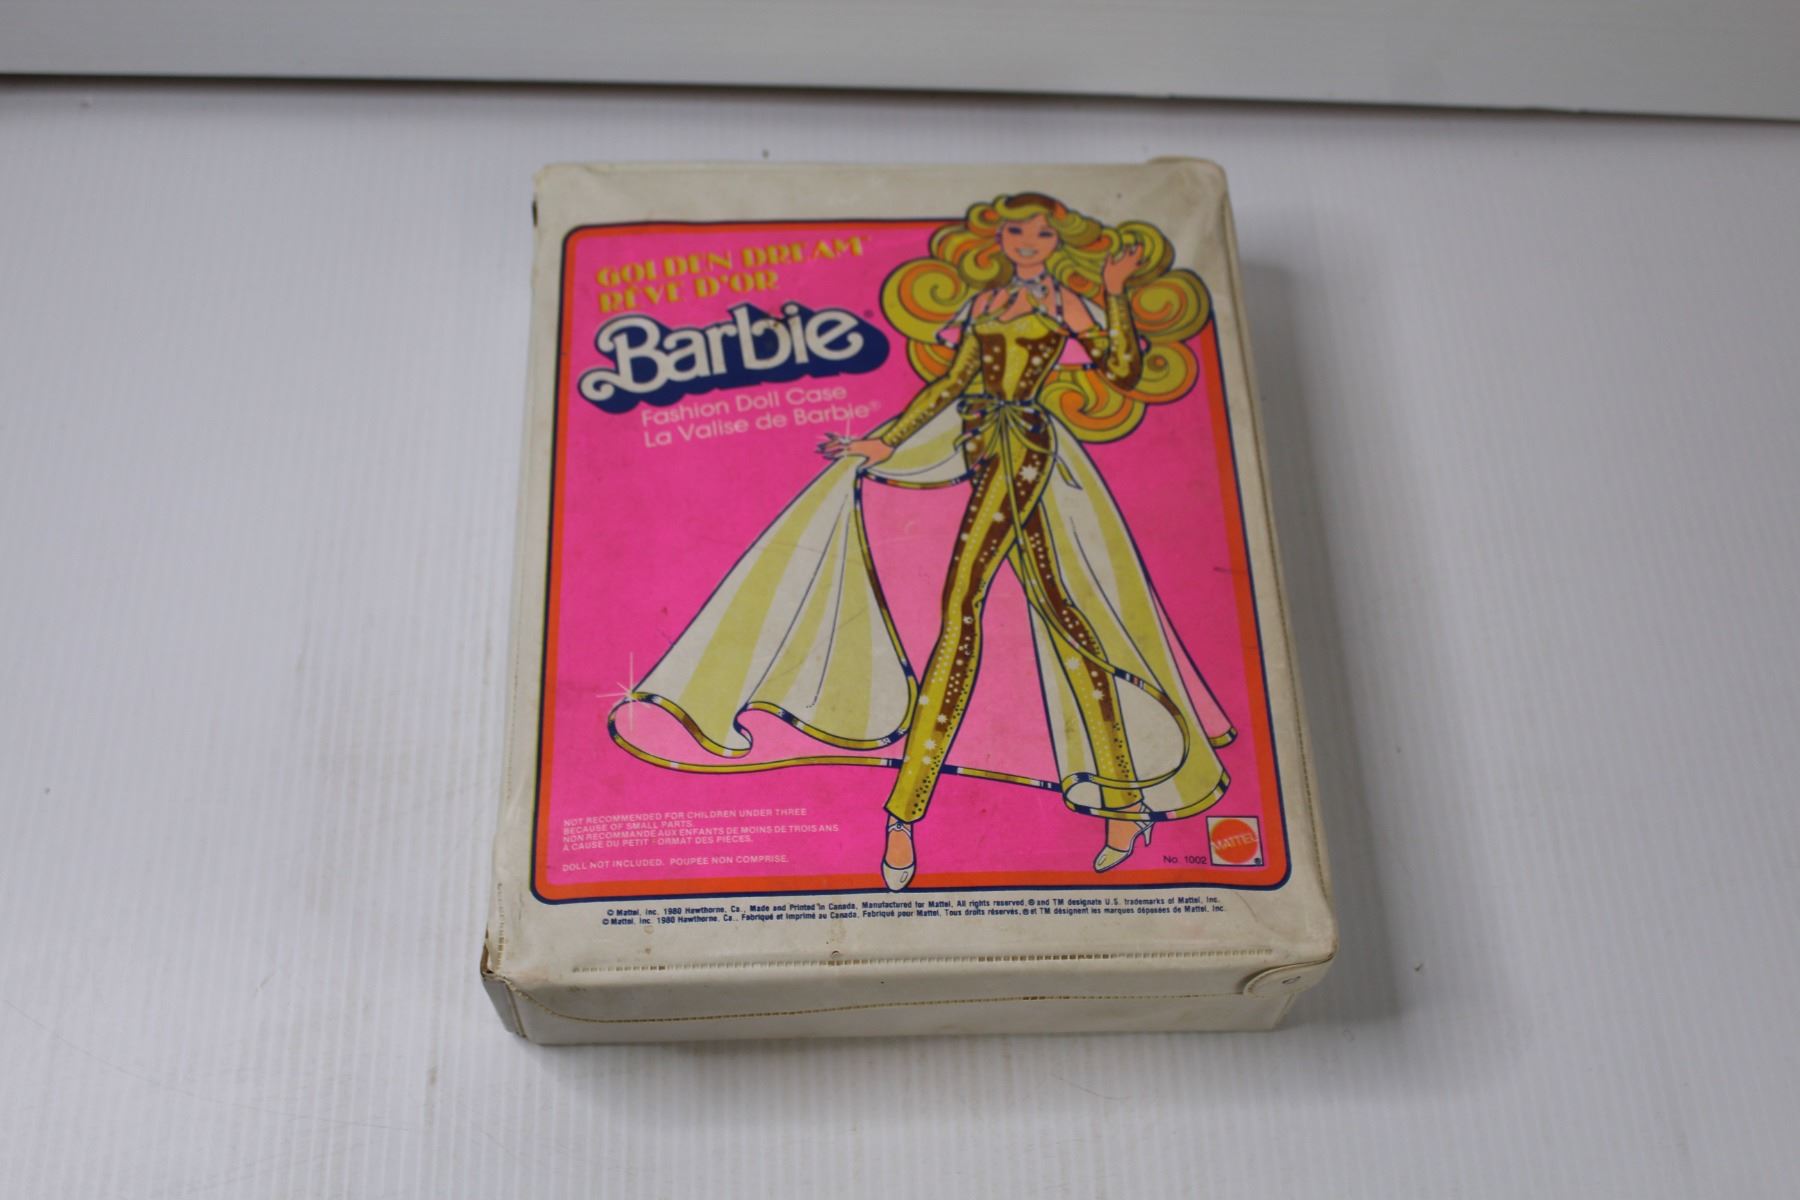 GOLDEN DREAM
RÊVE D'OR
Barbie®
Fashion Doll Case
La Valise de Barbie®
NOT RECOMMENDED FOR CHILDREN UNDER THREE
BECAUSE OF SMALL PARTS.
NON RECOMMANDÉ AUX ENFANTS DE MOINS DE TROIS ANS
À CAUSE DU PETIT FORMAT DES PIÈCES.
DOLL NOT INCLUDED. POUPÉE NON COMPRISE.
No. 1002
MATTEL®
© Mattel, Inc. 1980 Hawthorne, Ca., Made and Printed in Canada, Manufactured for Mattel, All rights reserved, ® and TM designate U.S. trademarks of Mattel, Inc.
© Mattel, Inc. 1980 Hawthorne, Ca., Fabriqué et imprimé au Canada, Fabriqué pour Mattel, Tous droits réservés, ® et TM désignent les marques déposées de Mattel, Inc.